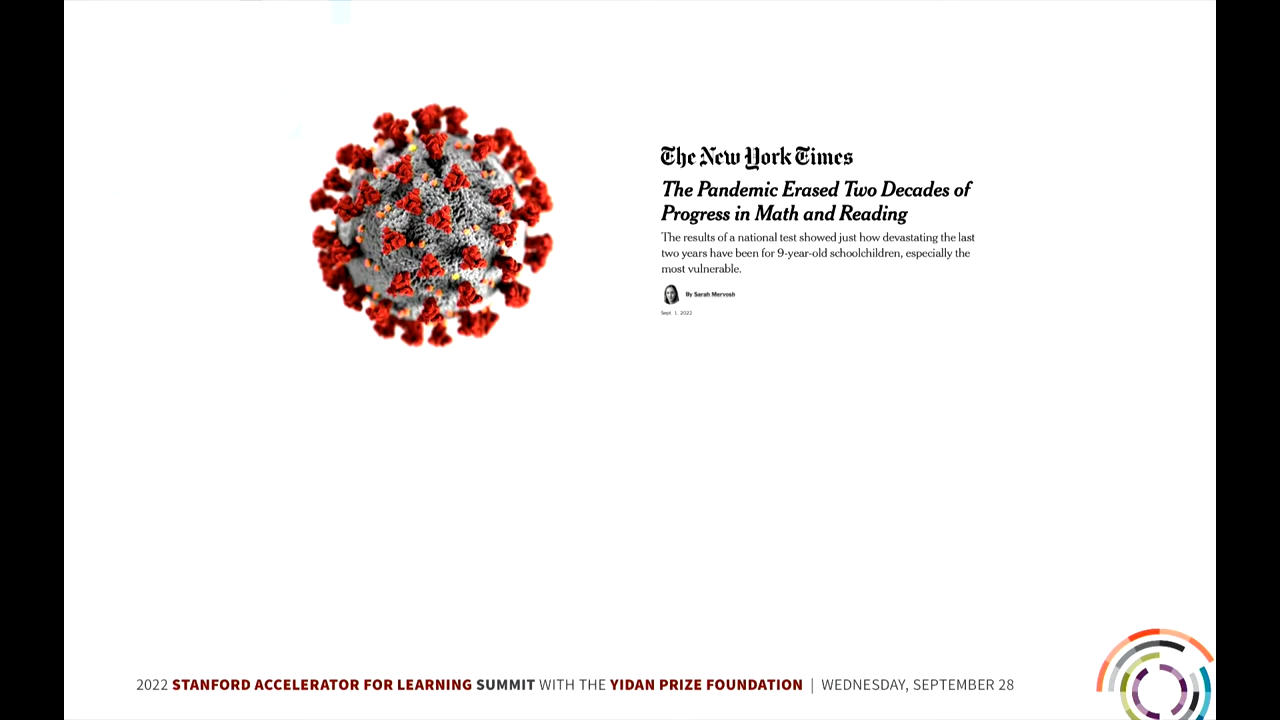 The New York Times
The Pandemic Erased Two Decades of
Progress in Math and Reading
The results of a national test showed just how devastating the last
two years have been for 9-year-old schoolchildren, especially the
most vulnerable.
By Sarah Mervosh
Sept. 1, 2022
2022 STANFORD ACCELERATOR FOR LEARNING SUMMIT WITH THE YIDAN PRIZE FOUNDATION | WEDNESDAY, SEPTEMBER 28